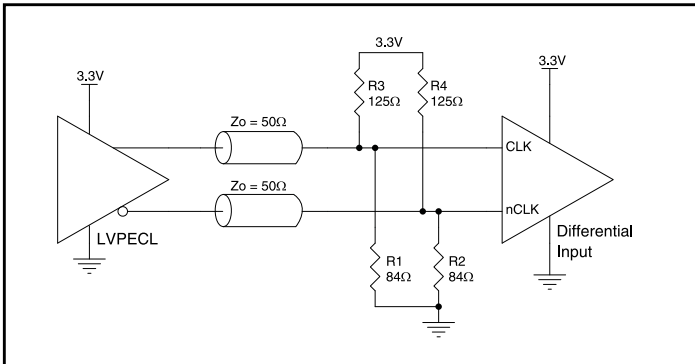 3.3V
3.3V
3.3V
R3
125Ω
R4
125Ω
Zo = 50Ω
CLK
Zo = 50Ω
nCLK
LVPECL
Differential
Input
R1
84Ω
R2
84Ω